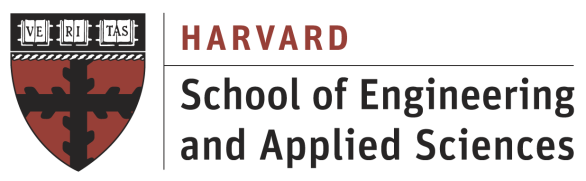 VE RI TAS
HARVARD
School of Engineering
and Applied Sciences